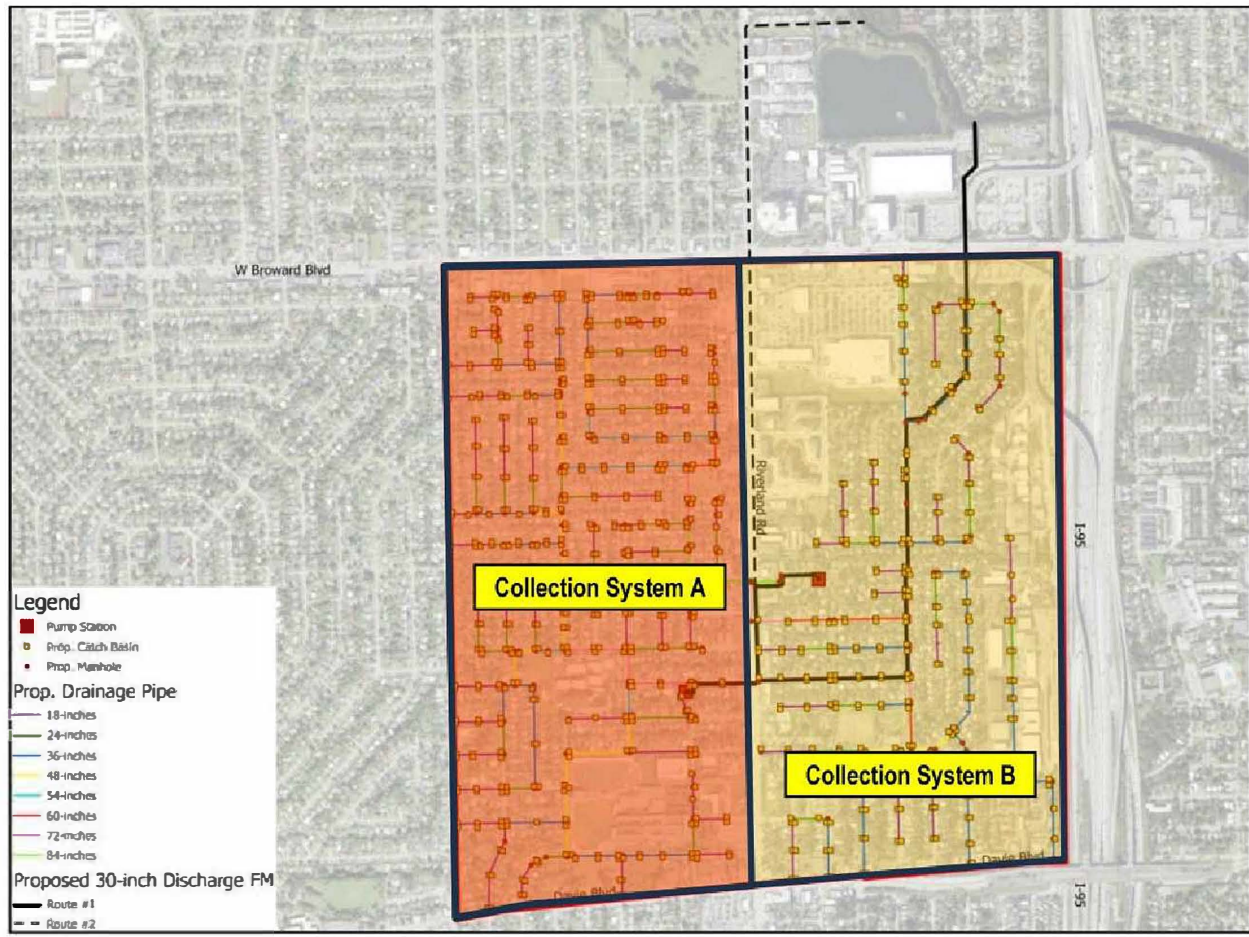 W Broward Blvd
Riverland Rd
I-95
Collection System A
Collection System B
Davie Blvd
Davie Blvd
I-95
Legend
Pump Station
Prop. Catch Basin
Prop. Manhole
Prop. Drainage Pipe
18-inches
24-inches
36-inches
48-inches
54-inches
60-inches
72-inches
84-inches
Proposed 30-inch Discharge FM
Route #1
Route #2